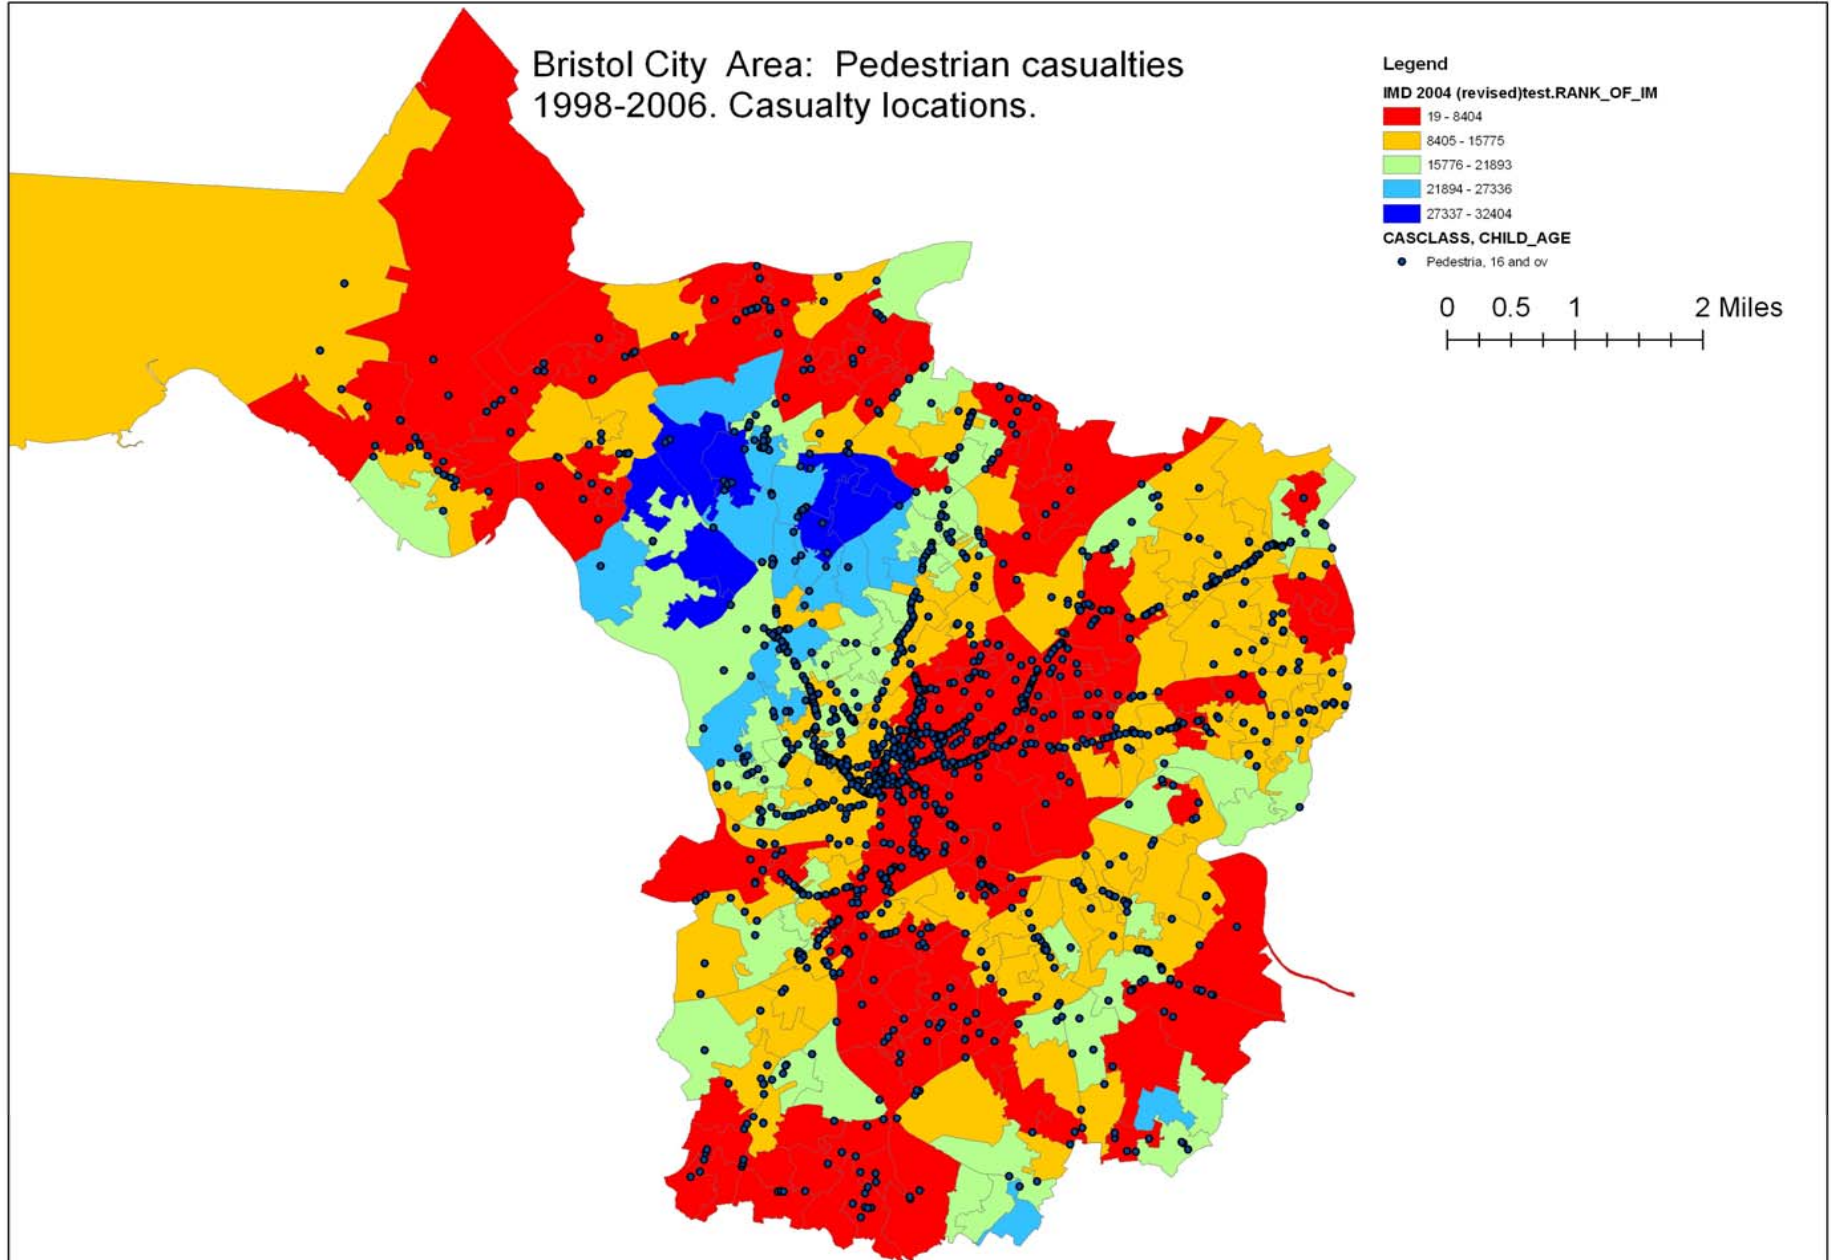 Bristol City Area: Pedestrian casualties
1998-2006. Casualty locations.
Legend
IMD 2004 (revised)test.RANK_OF_IM
19 - 8404
8405 - 15775
15776 - 21893
21894 - 27336
27337 - 32404
CASCLASS, CHILD_AGE
Pedestria, 16 and ov
0 0.5 1 2 Miles